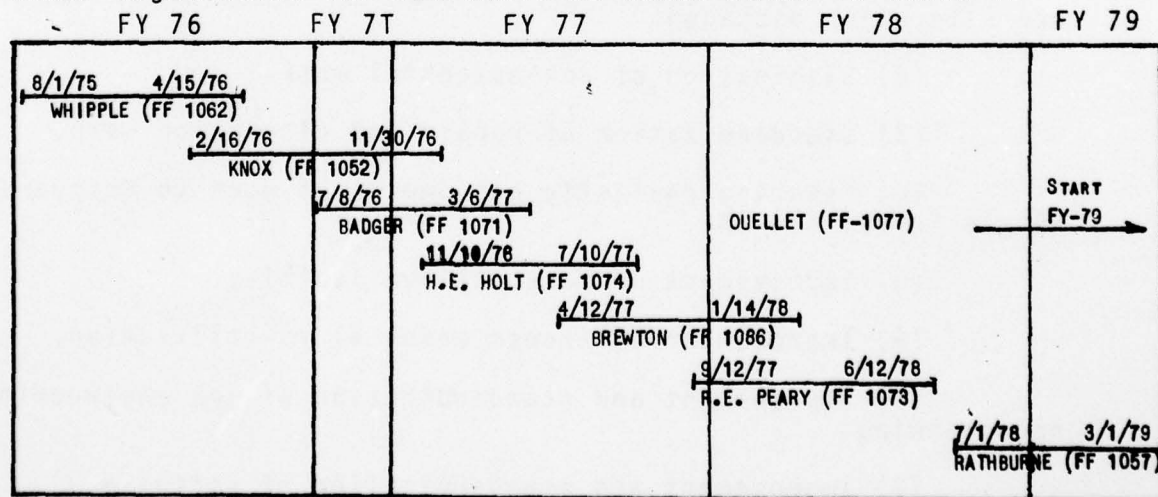 FY 76 FY 7T FY 77 FY 78 FY 79
8/1/75 4/15/76
WHIPPLE (FF 1062)
2/16/76 11/30/76
KNOX (FF 1052)
7/8/76 3/6/77
BADGER (FF 1071)
OUELLET (FF-1077)
START
FY-79
11/10/76 7/10/77
H.E. HOLT (FF 1074)
4/12/77 1/14/78
BREWTON (FF 1086)
9/12/77 6/12/78
R.E. PEARY (FF 1073)
7/1/78 3/1/79
RATHBURNE (FF 1057)